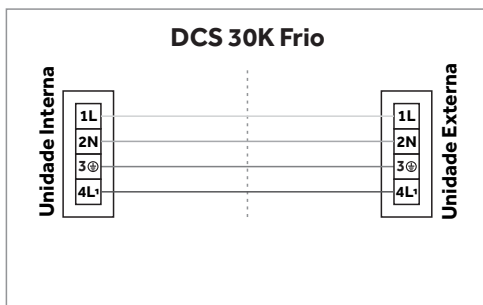 DCS 30K Frio
Unidade Interna
1L
2N
3⏚
4L¹
1L
2N
3⏚
4L¹
Unidade Externa